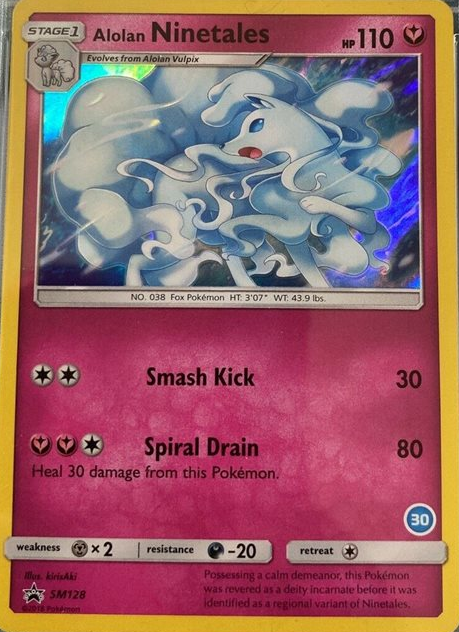 STAGE 1
Alolan Ninetales
HP 110
Evolves from Alolan Vulpix
NO. 038 Fox Pokémon HT: 3'07" WT: 43.9 lbs.
Smash Kick 30
Spiral Drain 80
Heal 30 damage from this Pokémon.
30
weakness ×2 resistance -20 retreat
Illus. kirisAki
Possessing a calm demeanor, this Pokémon
was revered as a deity incarnate before it was
identified as a regional variant of Ninetales.
PROMO SM128
©2018 Pokémon